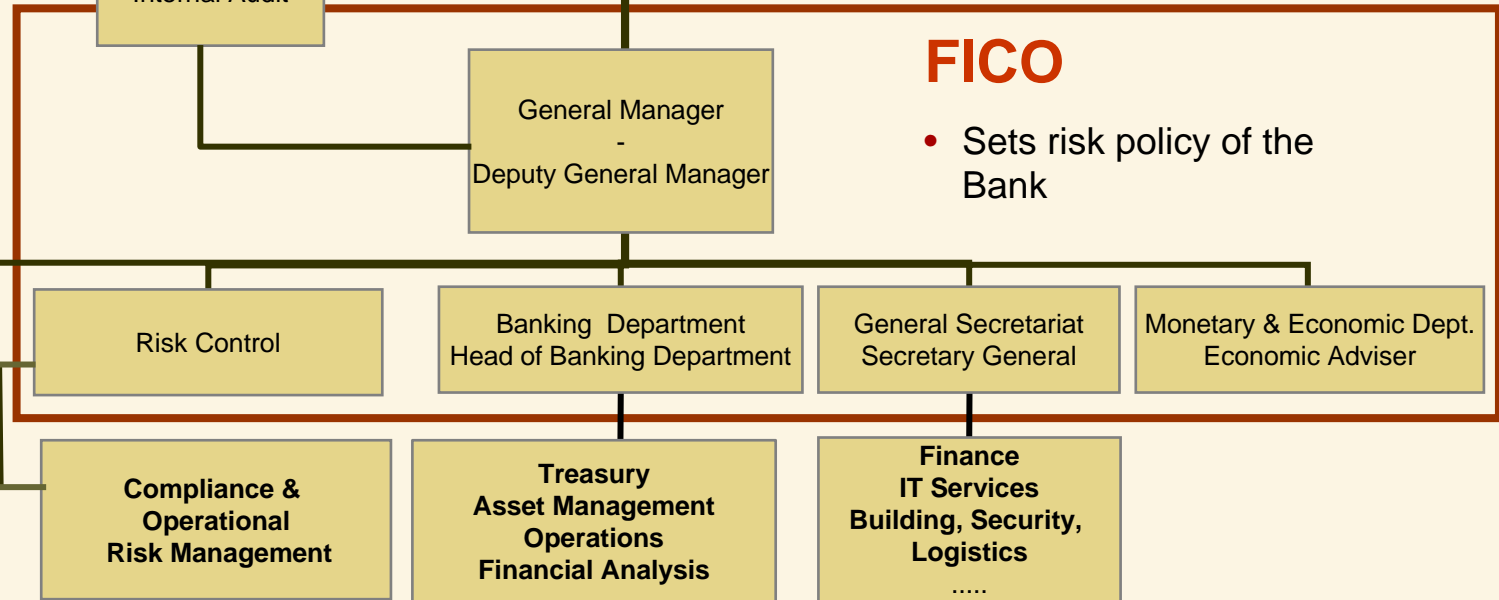 Internal Audit
FICO
General Manager
-
Deputy General Manager
• Sets risk policy of the
Bank
Risk Control
Banking  Department
Head of Banking Department
General Secretariat
Secretary General
Monetary & Economic Dept.
Economic Adviser
Compliance &
Operational
Risk Management
Treasury
Asset Management
Operations
Financial Analysis
Finance
IT Services
Building, Security,
Logistics
.....